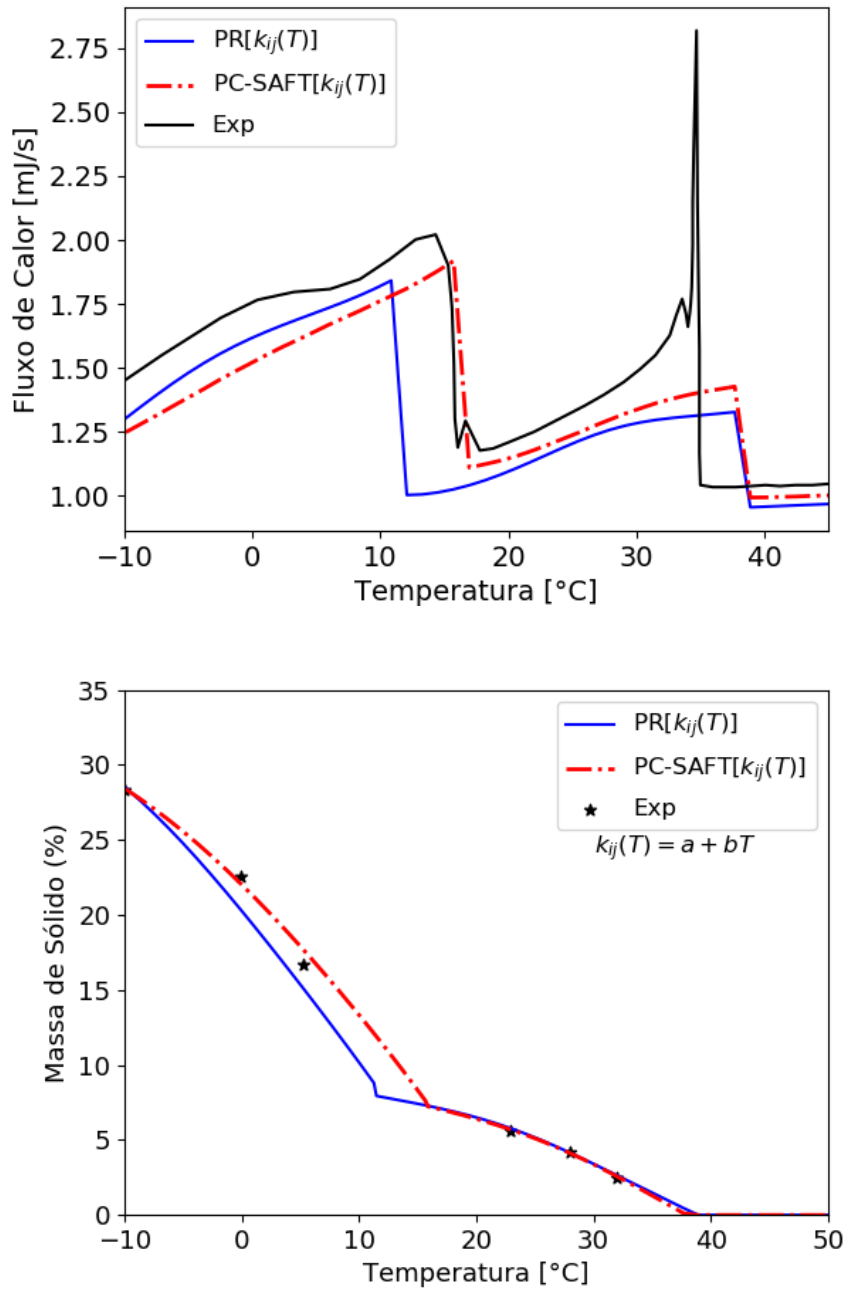 PR[k_ij(T)]
PC-SAFT[k_ij(T)]
Exp
Fluxo de Calor [mJ/s]
2.75
2.50
2.25
2.00
1.75
1.50
1.25
1.00
−10 0 10 20 30 40
Temperatura [°C]
PR[k_ij(T)]
PC-SAFT[k_ij(T)]
Exp
k_ij(T) = a + bT
Massa de Sólido (%)
35
30
25
20
15
10
5
0
−10 0 10 20 30 40 50
Temperatura [°C]